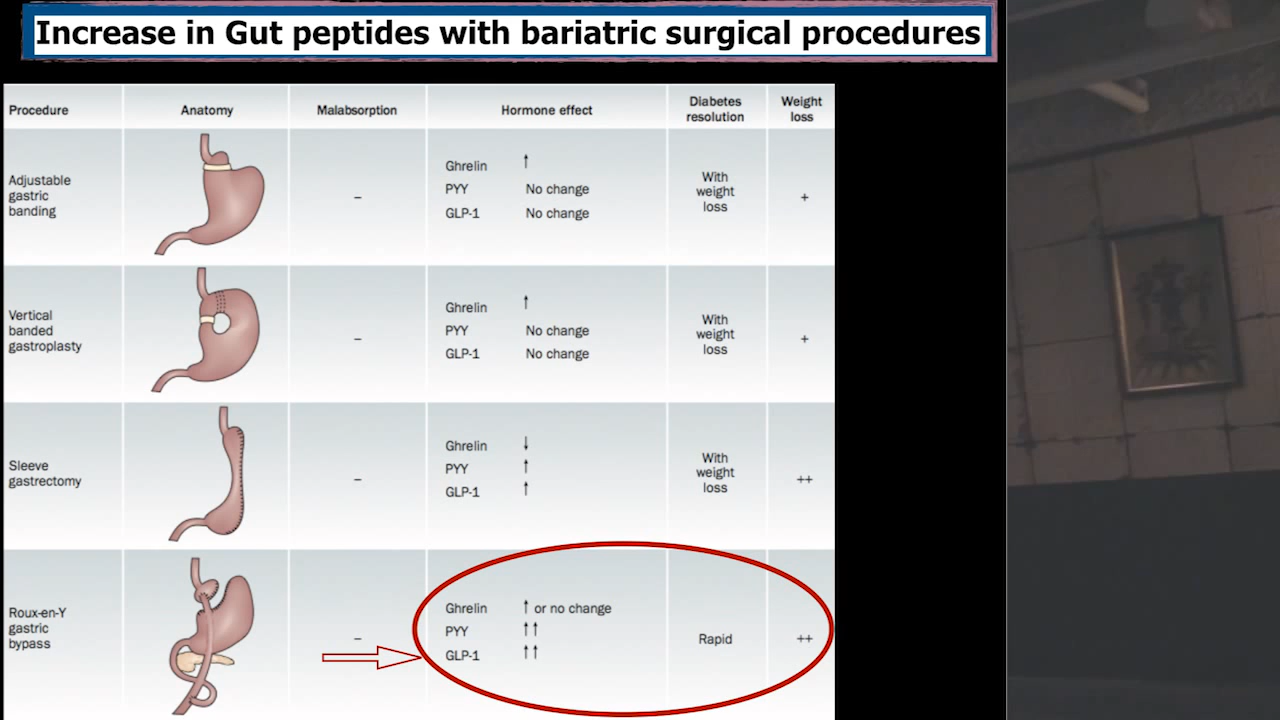 Increase in Gut peptides with bariatric surgical procedures
Procedure Anatomy Malabsorption Hormone effect Diabetes resolution Weight loss
Adjustable
gastric
banding
–
Ghrelin ↑
PYY No change
GLP-1 No change
With
weight
loss
+
Vertical
banded
gastroplasty
–
Ghrelin ↑
PYY No change
GLP-1 No change
With
weight
loss
+
Sleeve
gastrectomy
–
Ghrelin ↓
PYY ↑
GLP-1 ↑
With
weight
loss
++
Roux-en-Y
gastric
bypass
–
Ghrelin ↑ or no change
PYY ↑↑
GLP-1 ↑↑
Rapid
++